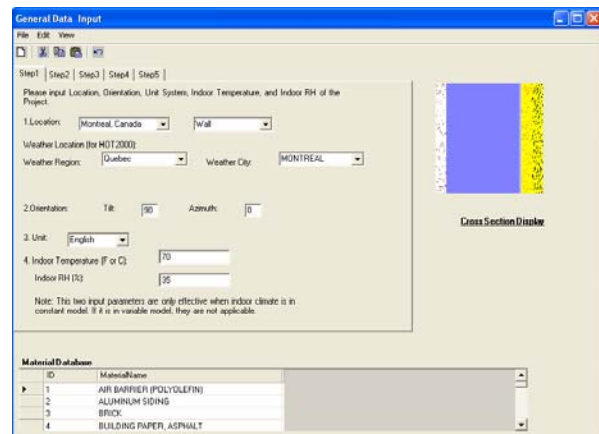 General Data Input
File Edit View
Step1 Step2 Step3 Step4 Step5
Please input Location, Orientation, Unit System, Indoor Temperature, and Indoor RH of the
Project.
1.Location: Montreal, Canada Wall
Weather Location (for HOT2000):
Weather Region: Quebec Weather City: MONTREAL
2.Orientation: Tilt: 90 Azimuth: 0
Cross Section Display
3. Unit: English
4. Indoor Temperature (F or C): 70
Indoor RH (%): 35
Note: This two input parameters are only effective when indoor climate is in
constant model. If it is in variable model, they are not applicable.
Material Database
ID MaterialName
1 AIR BARRIER (POLYOLEFIN)
2 ALUMINUM SIDING
3 BRICK
4 BUILDING PAPER, ASPHALT